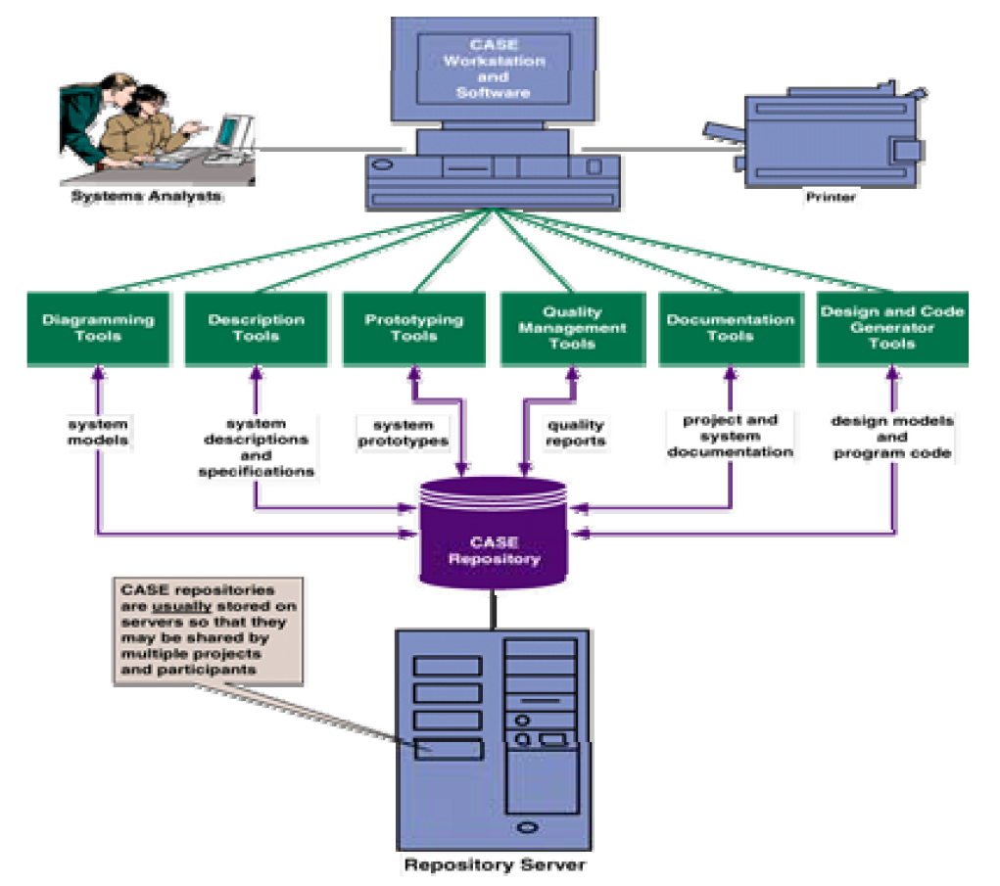 CASE
Workstation
and
Software
Systems Analysts
Printer
Diagramming
Tools
Description
Tools
Prototyping
Tools
Quality
Management
Tools
Documentation
Tools
Design and Code
Generator
Tools
system
models
system
descriptions
and
specifications
system
prototypes
quality
reports
project and
system
documentation
design models
and
program code
CASE
Repository
CASE repositories
are usually stored on
servers so that they
may be shared by
multiple projects
and participants
Repository Server